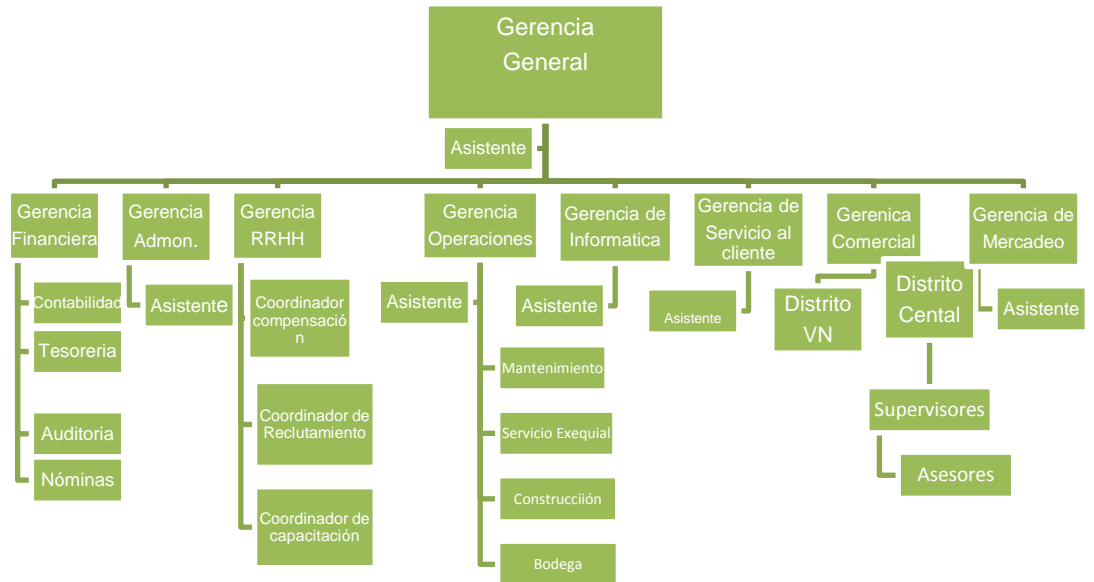 Gerencia
General
Asistente
Gerencia
Financiera
Contabilidad
Tesoreria
Auditoria
Nóminas
Gerencia
Admon.
Asistente
Gerencia
RRHH
Coordinador
compensació
n
Coordinador de
Reclutamiento
Coordinador de
capacitación
Gerencia
Operaciones
Asistente
Mantenimiento
Servicio Exequial
Construcciión
Bodega
Gerencia de
Informatica
Asistente
Gerencia de
Servicio al
cliente
Asistente
Gerenica
Comercial
Distrito
VN
Distrito
Cental
Supervisores
Asesores
Gerencia de
Mercadeo
Asistente